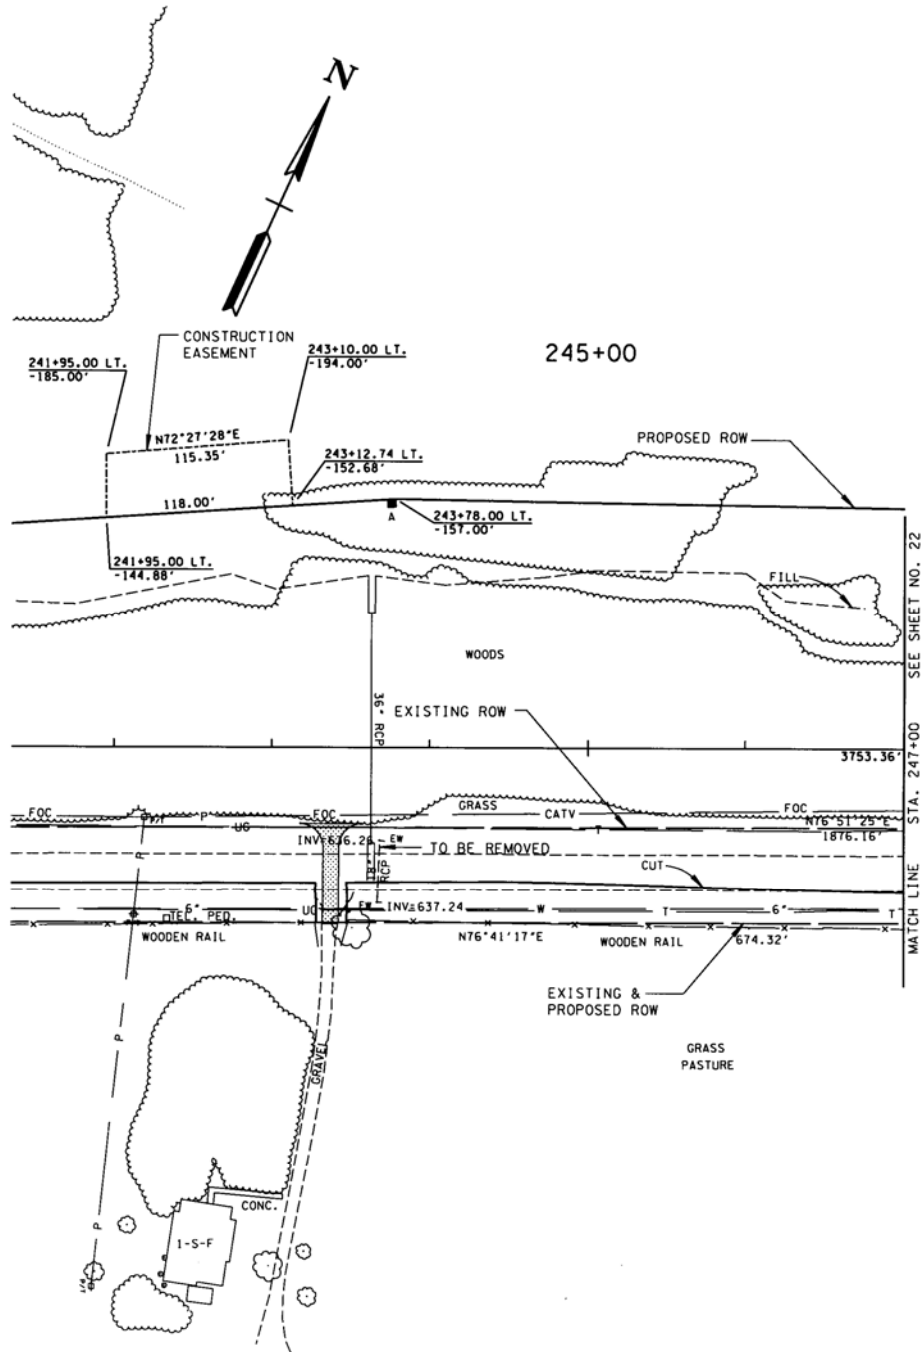 N
CONSTRUCTION
EASEMENT
241+95.00 LT.
-185.00'
243+10.00 LT.
-194.00'
245+00
N72°27'28"E
115.35'
PROPOSED ROW
243+12.74 LT.
-152.68'
118.00'
A
243+78.00 LT.
-157.00'
241+95.00 LT.
-144.88'
FILL
SEE SHEET NO. 22
WOODS
36" RCP
EXISTING ROW
3753.36'
STA. 247+00
FOC
P/T
P
FOC
GRASS
CATV
FOC
N76°51'25"E
UG
T
1876.16'
INV=636.26
EW
TO BE REMOVED
P
18"
RCP
CUT
MATCH LINE
6"
UG
EW
INV=637.24
W
T
6"
T
TEL. PED.
WOODEN RAIL
N76°41'17"E
WOODEN RAIL
674.32'
EXISTING &
PROPOSED ROW
P
GRAVEL
GRASS
PASTURE
CONC.
P
1-S-F